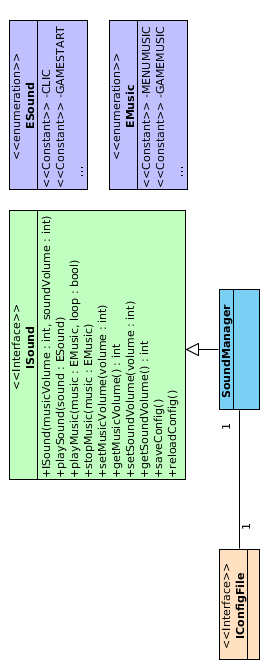 <<enumeration>>
ESound
<<Constant>> -CLIC
<<Constant>> -GAMESTART
...
<<enumeration>>
EMusic
<<Constant>> -MENUMUSIC
<<Constant>> -GAMEMUSIC
...
<<Interface>>
ISound
+ISound(musicVolume : int, soundVolume : int)
+playSound(sound : ESound)
+playMusic(music : EMusic, loop : bool)
+stopMusic(music : EMusic)
+setMusicVolume(volume : int)
+getMusicVolume() : int
+setSoundVolume(volume : int)
+getSoundVolume() : int
+saveConfig()
+reloadConfig()
SoundManager
1
1
<<Interface>>
IConfigFile